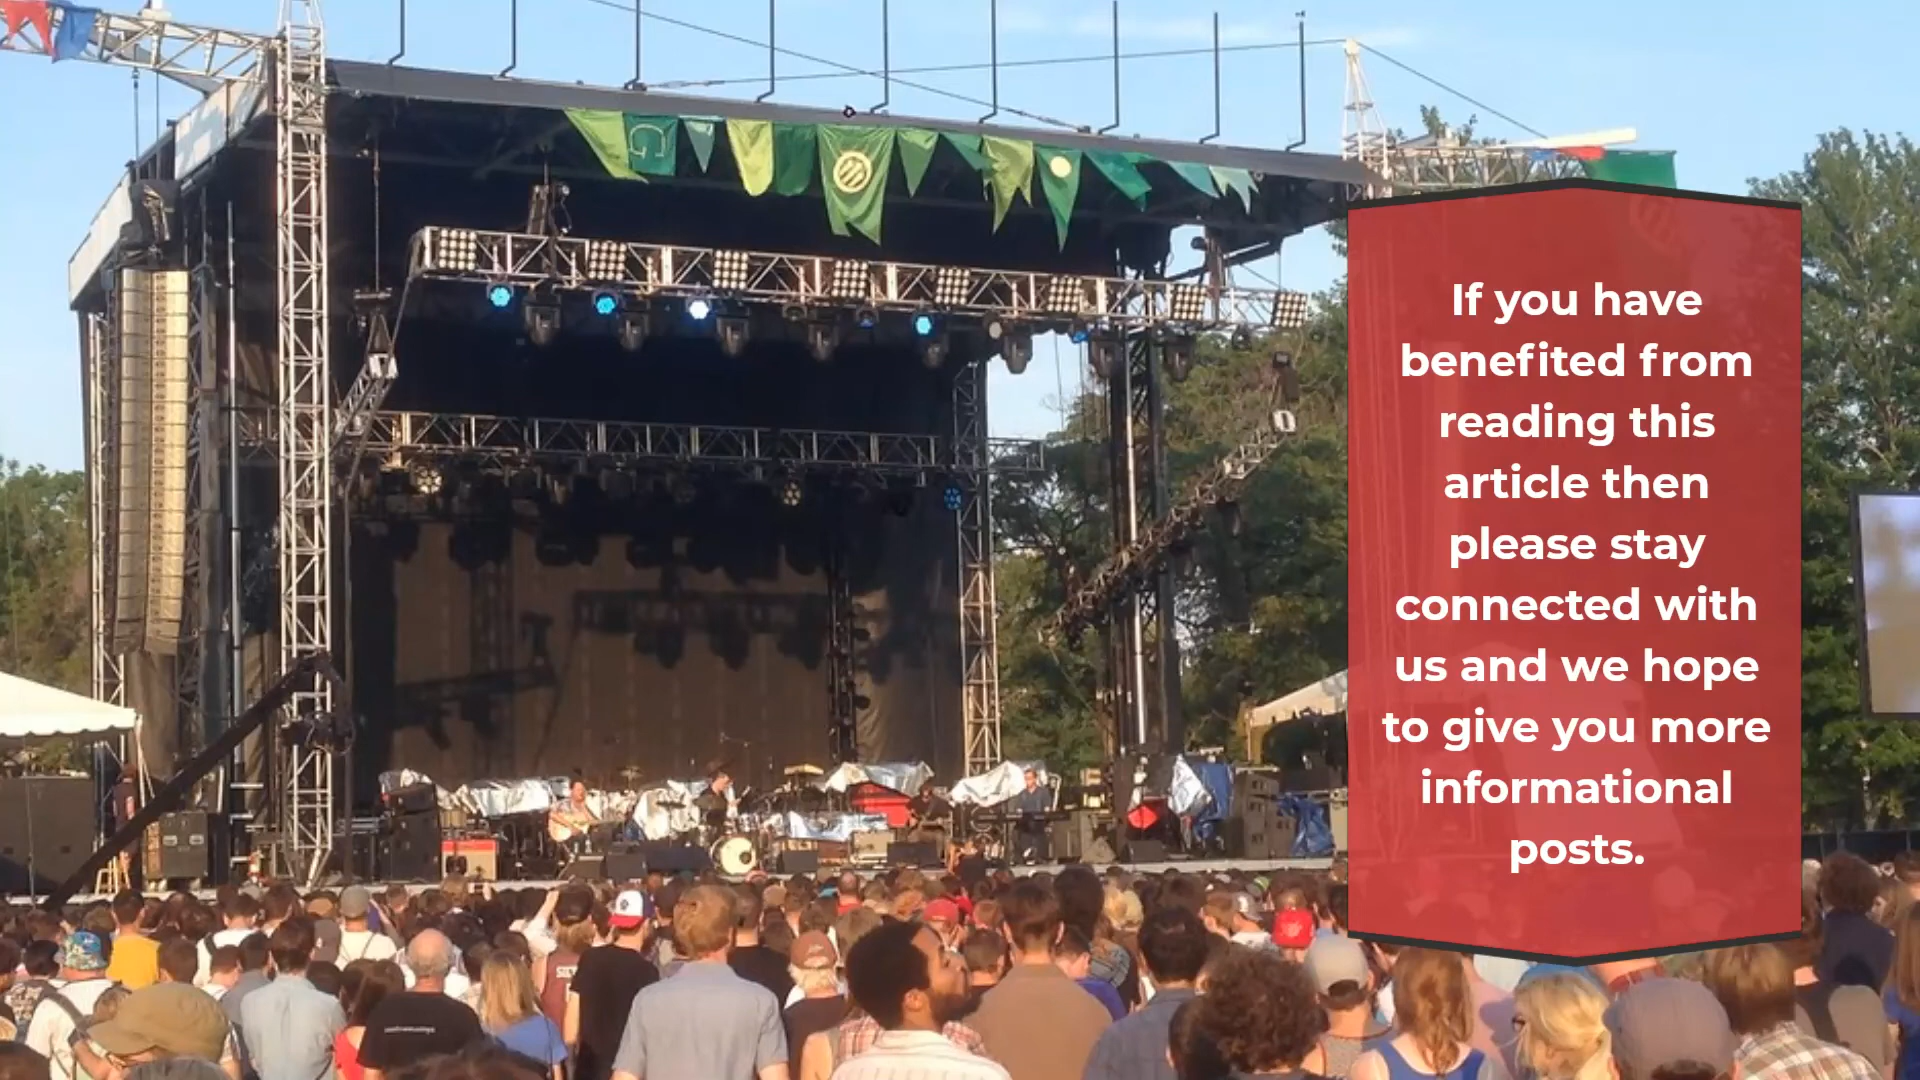 If you have
benefited from
reading this
article then
please stay
connected with
us and we hope
to give you more
informational
posts.